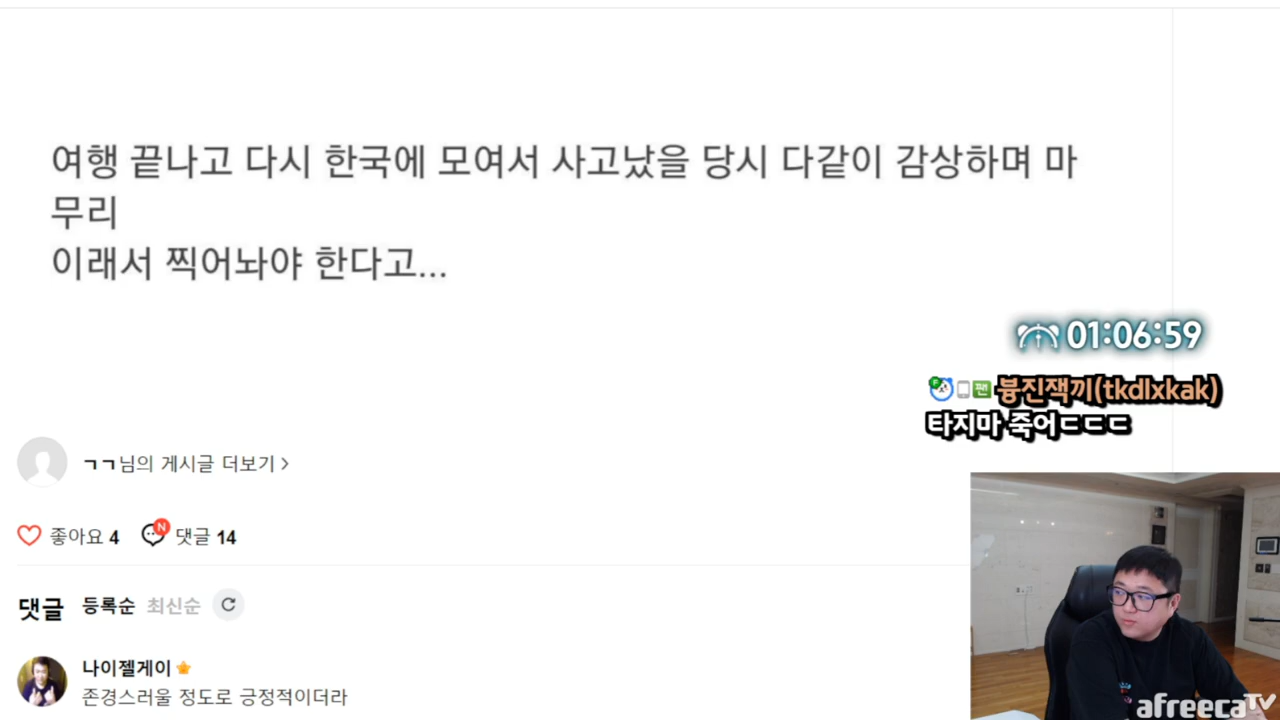 여행 끝나고 다시 한국에 모여서 사고났을 당시 다같이 감상하며 마
무리
이래서 찍어놔야 한다고...
01:06:59
F 팬 븅진잭끼(tkdlxkak)
타지마 죽어ㄷㄷㄷ
ㄱㄱ님의 게시글 더보기 >
좋아요 4 N 댓글 14
댓글 등록순 최신순
나이젤게이
존경스러울 정도로 긍정적이더라
afreecaTV